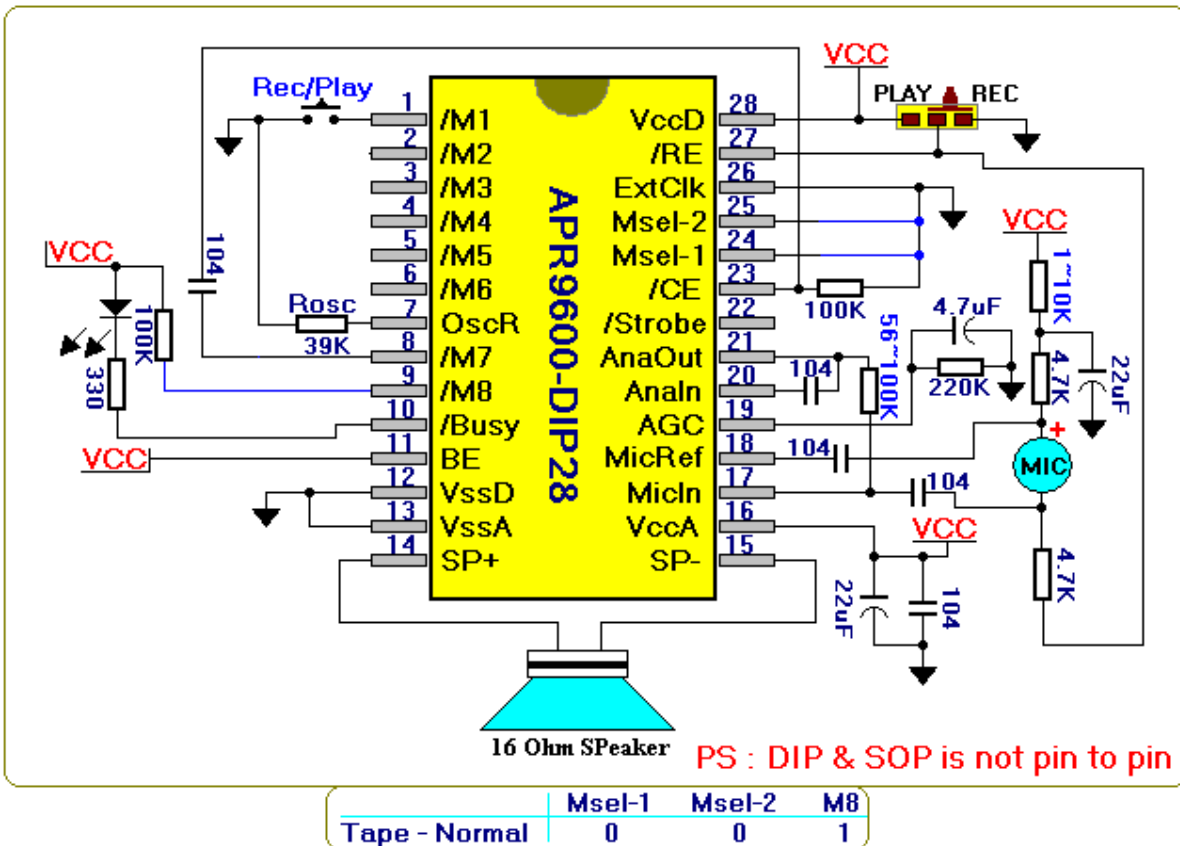 VCC
Rec/Play
PLAY REC
1 /M1
2 /M2
3 /M3
4 /M4
5 /M5
6 /M6
7 OscR
8 /M7
9 /M8
10 /Busy
11 BE
12 VssD
13 VssA
14 SP+
APR9600-DIP28
28 VccD
27 /RE
26 ExtClk
25 Msel-2
24 Msel-1
23 /CE
22 /Strobe
21 AnaOut
20 AnaIn
19 AGC
18 MicRef
17 MicIn
16 VccA
15 SP-
104
VCC
100K
330
Rosc
39K
VCC
100K
56~100K
4.7uF
220K
104
104
104
VCC
1~10K
4.7K
22uF
+
MIC
4.7K
VCC
22uF
104
16 Ohm SPeaker
PS : DIP & SOP is not pin to pin
Msel-1 Msel-2 M8
Tape - Normal 0 0 1